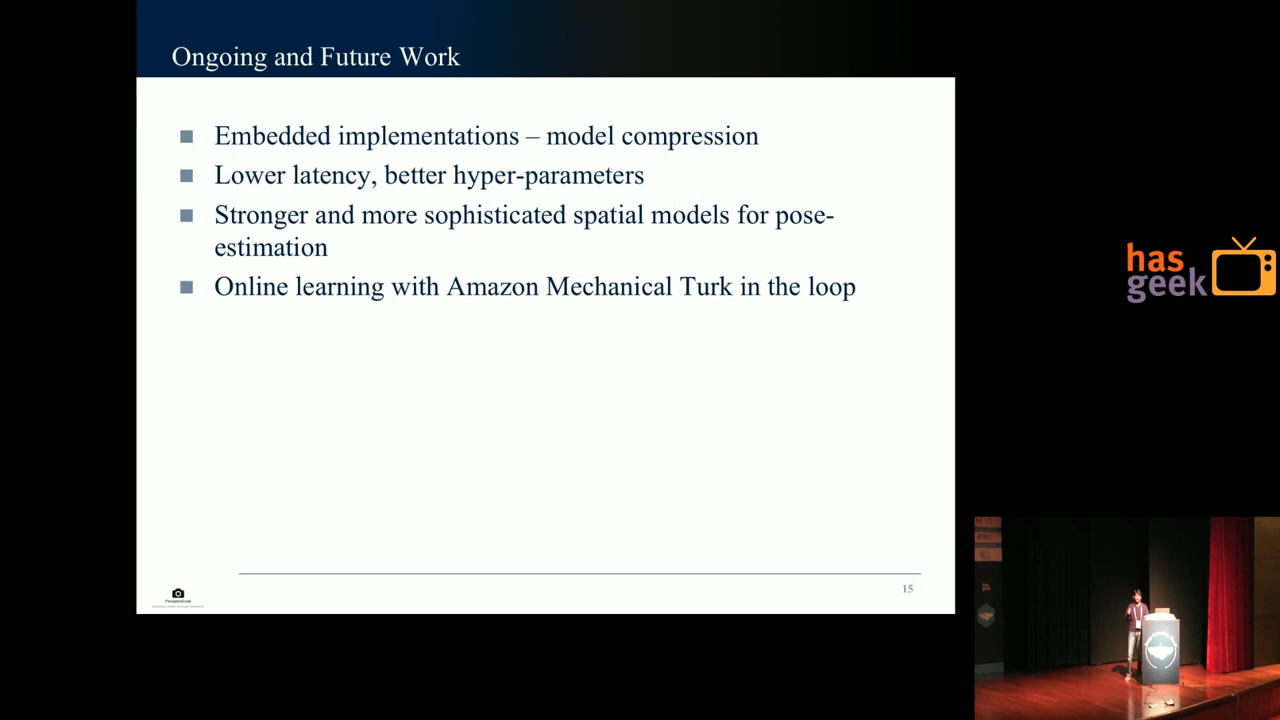 Ongoing and Future Work
Embedded implementations – model compression
Lower latency, better hyper-parameters
Stronger and more sophisticated spatial models for pose-
estimation
Online learning with Amazon Mechanical Turk in the loop
15
has
geek